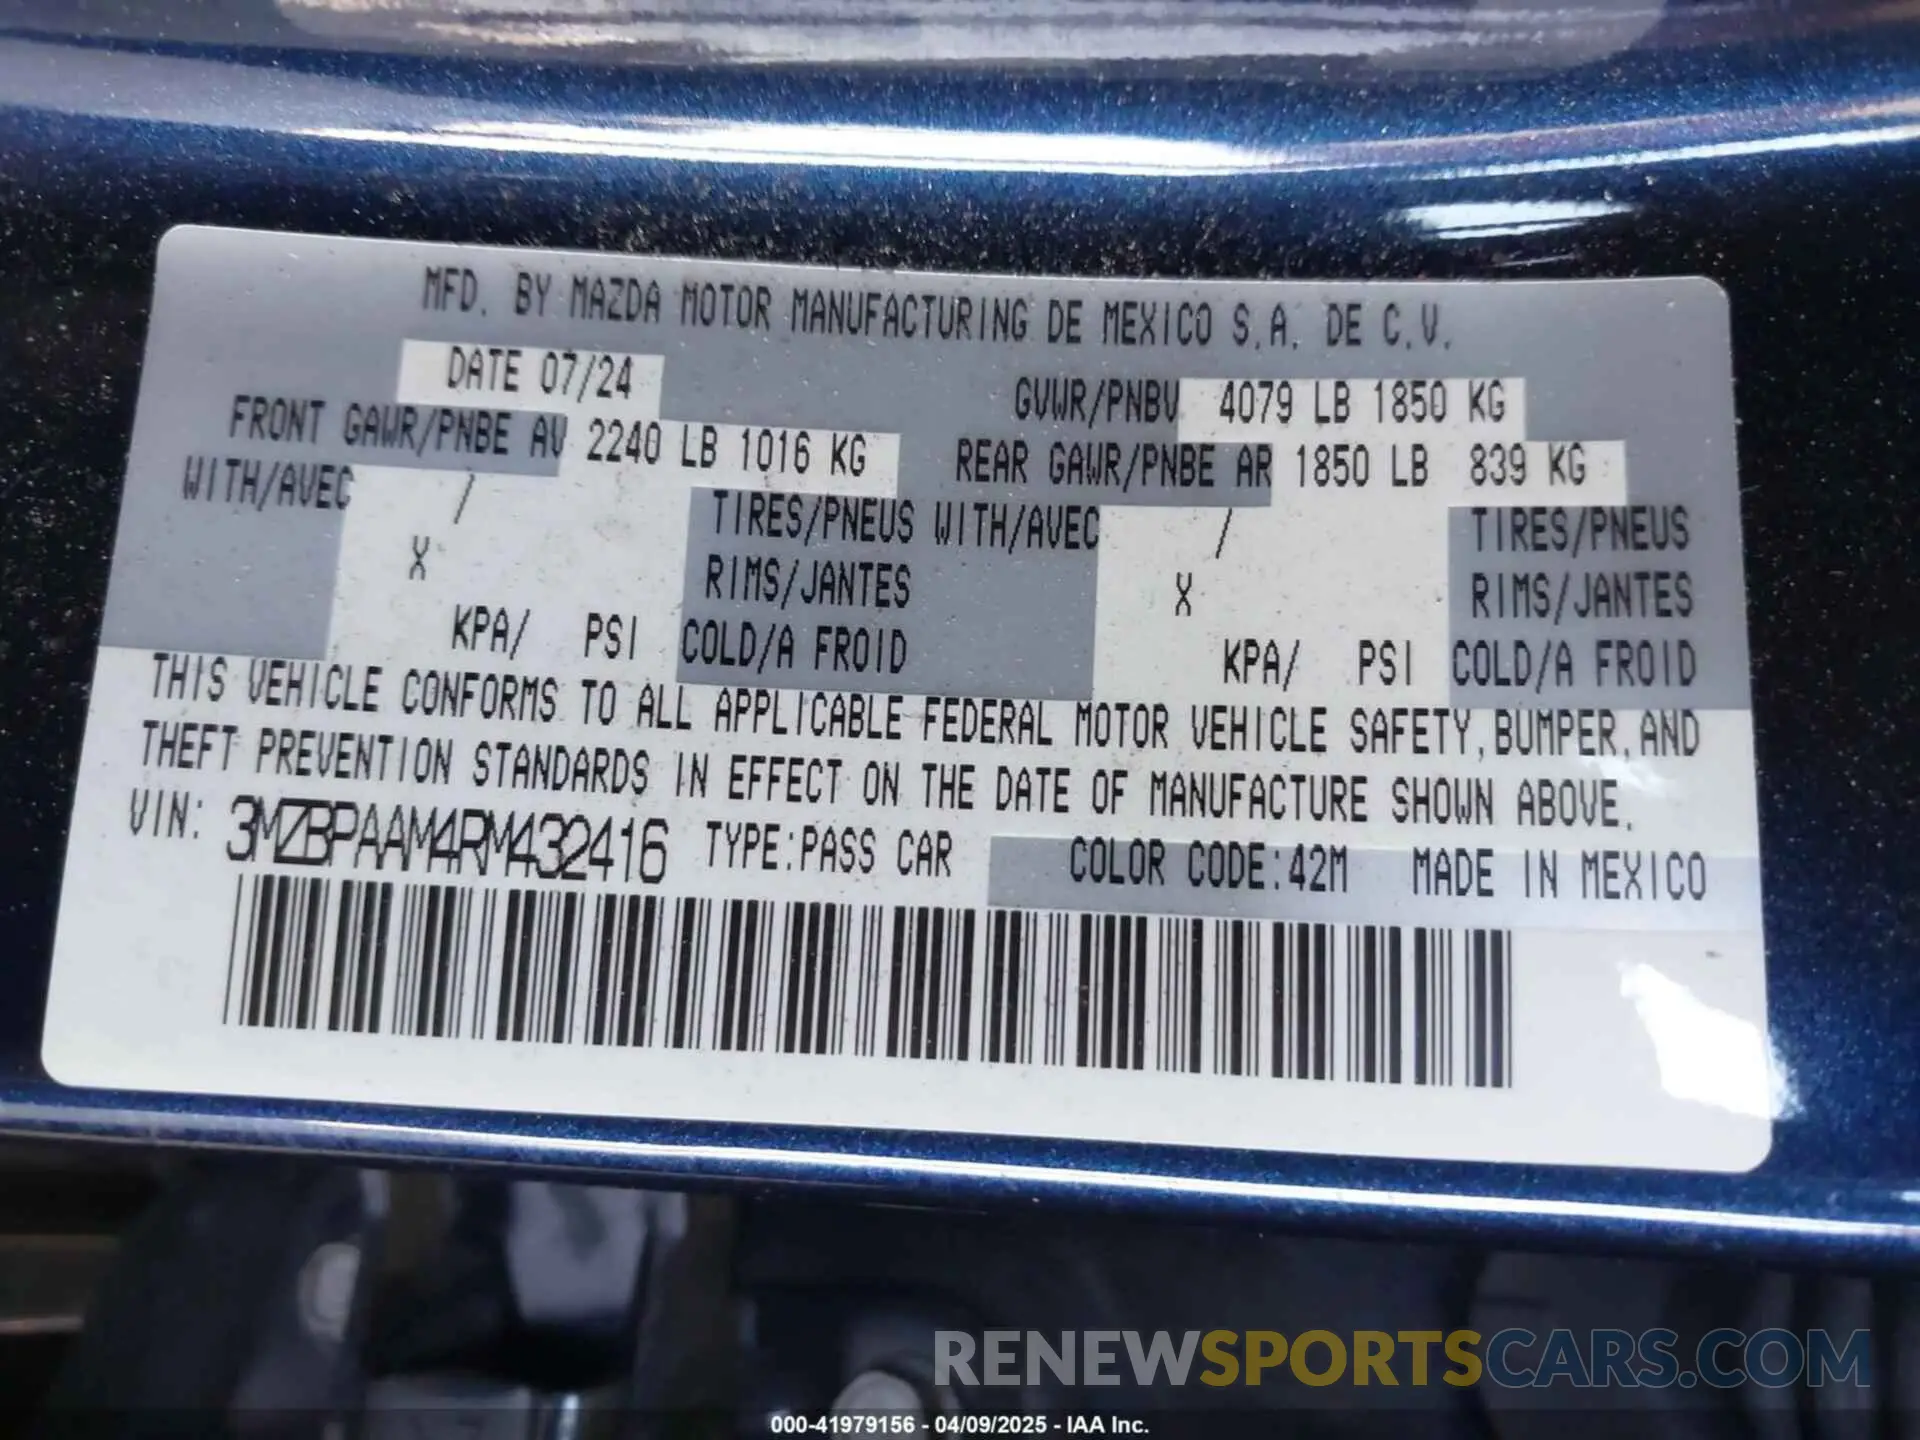 MFD. BY MAZDA MOTOR MANUFACTURING DE MEXICO S.A. DE C.V.
DATE 07/24 GVWR/PNBV 4079 LB 1850 KG
FRONT GAWR/PNBE AV 2240 LB 1016 KG REAR GAWR/PNBE AR 1850 LB 839 KG
WITH/AVEC / TIRES/PNEUS WITH/AVEC / TIRES/PNEUS
X RIMS/JANTES X RIMS/JANTES
KPA/ PSI COLD/A FROID KPA/ PSI COLD/A FROID
THIS VEHICLE CONFORMS TO ALL APPLICABLE FEDERAL MOTOR VEHICLE SAFETY,BUMPER,AND
THEFT PREVENTION STANDARDS IN EFFECT ON THE DATE OF MANUFACTURE SHOWN ABOVE.
VIN: 3MZBPAAM4RM432416 TYPE:PASS CAR COLOR CODE:42M MADE IN MEXICO
RENEWSPORTSCARS.COM
000-41979156 - 04/09/2025 - IAA Inc.